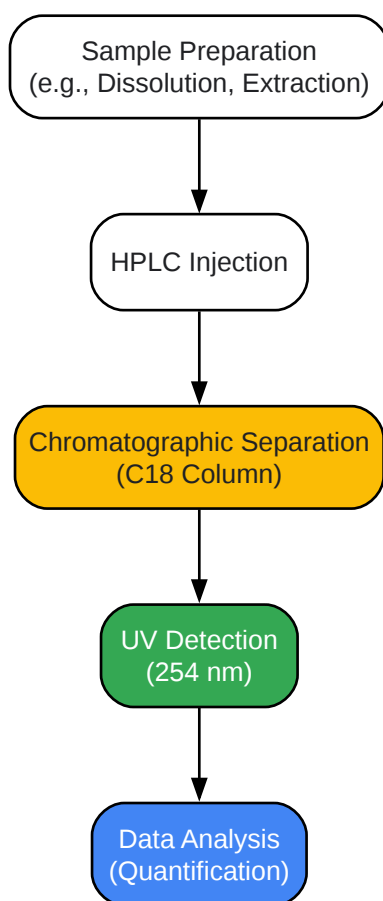 Sample Preparation
(e.g., Dissolution, Extraction)
HPLC Injection
Chromatographic Separation
(C18 Column)
UV Detection
(254 nm)
Data Analysis
(Quantification)